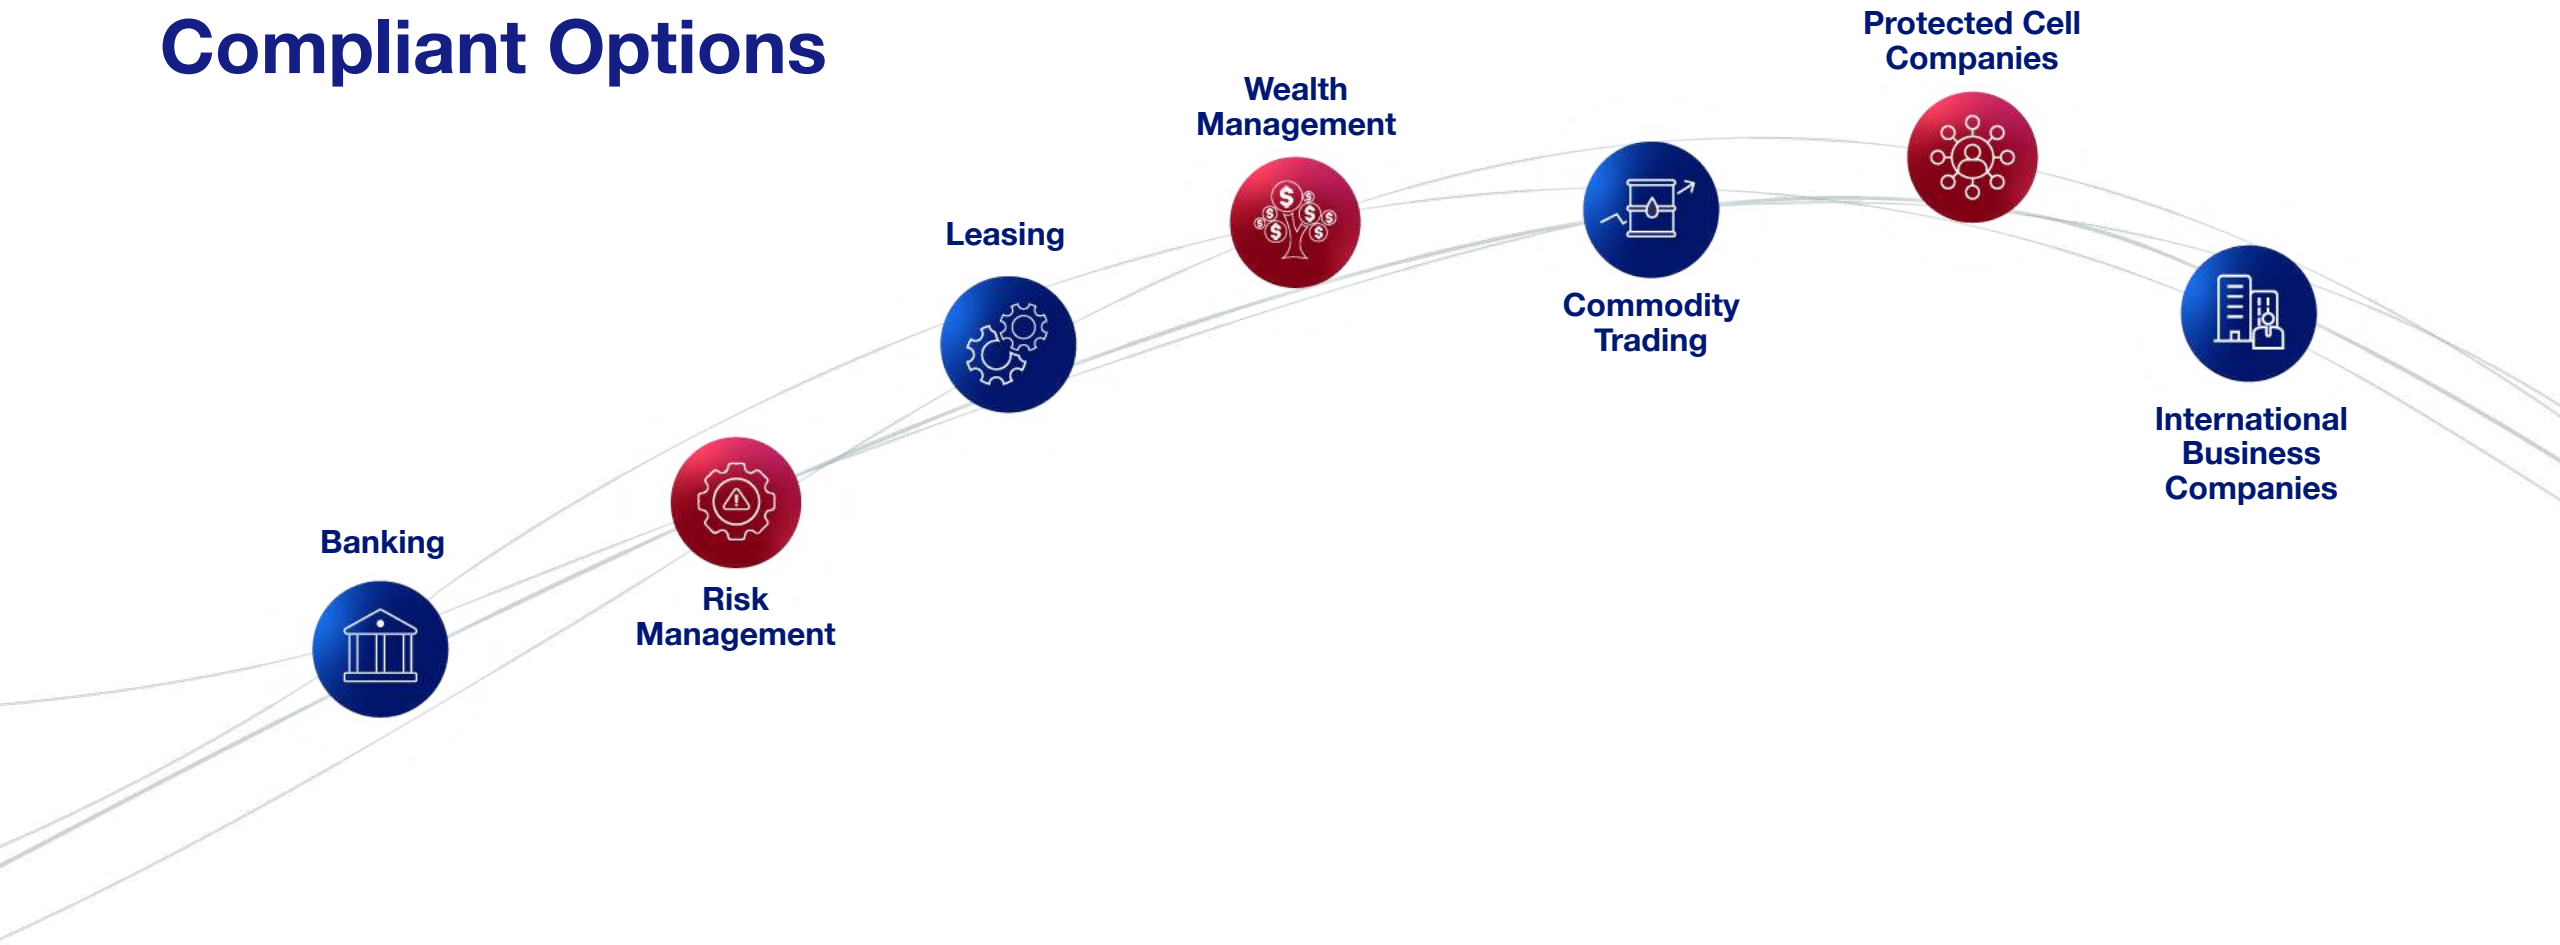 Compliant Options
Banking
Risk
Management
Leasing
Wealth
Management
Commodity
Trading
Protected Cell
Companies
International
Business
Companies